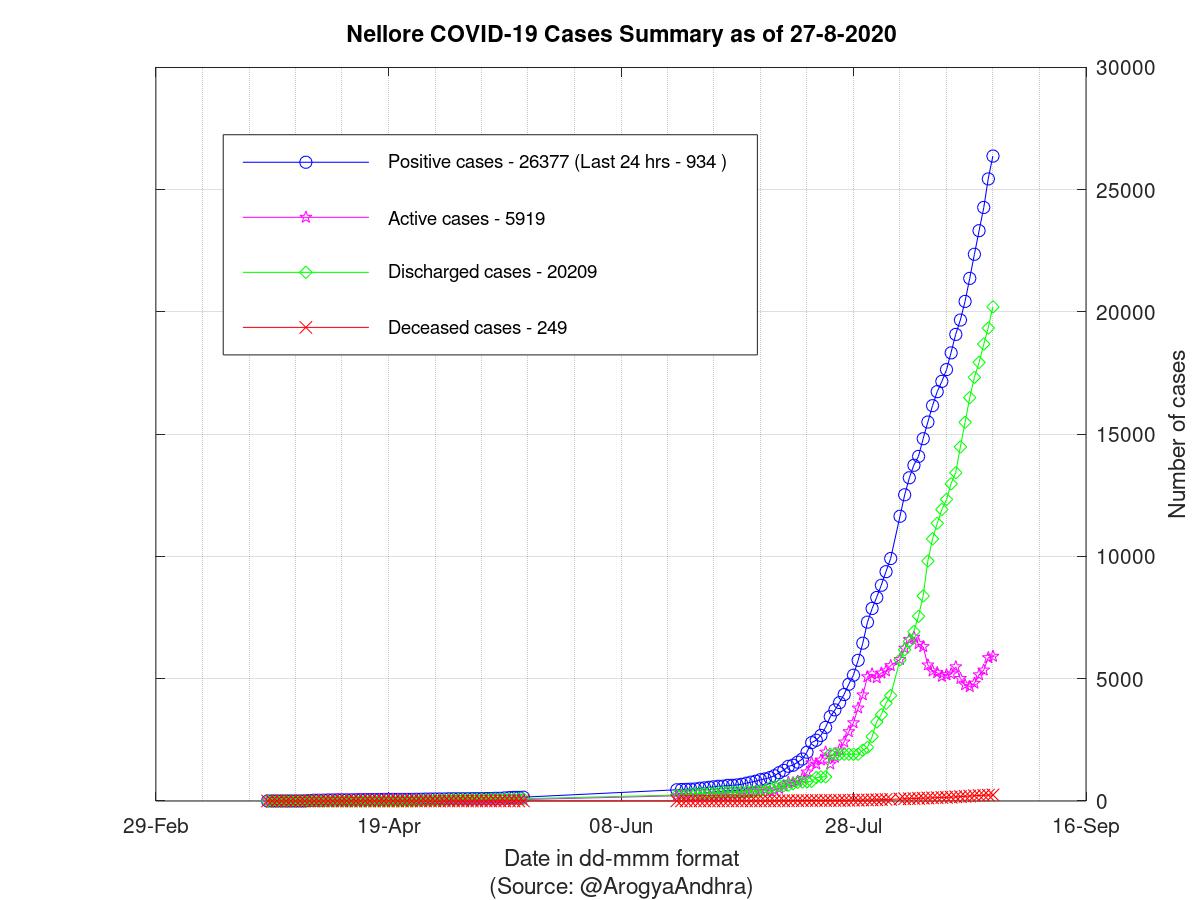 Nellore COVID-19 Cases Summary as of 27-8-2020
30000
Positive cases - 26377 (Last 24 hrs - 934 )
25000
Active cases - 5919
Discharged cases - 20209
20000
Deceased cases - 249
Number of cases
15000
10000
5000
0
29-Feb 19-Apr 08-Jun 28-Jul 16-Sep
Date in dd-mmm format
(Source: @ArogyaAndhra)